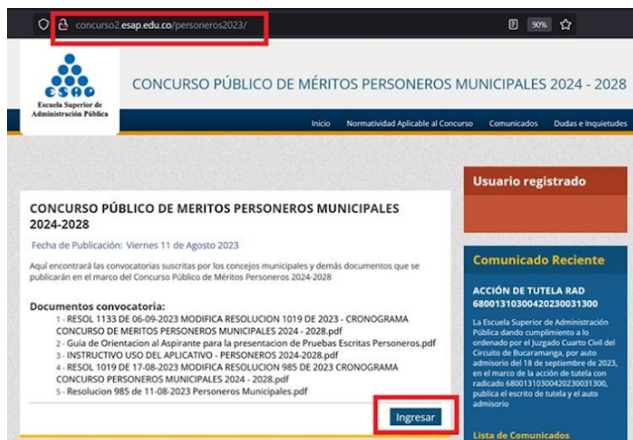 concurso2.esap.edu.co/personeros2023/
90%
ESAP
Escuela Superior de
Administración Pública
CONCURSO PÚBLICO DE MÉRITOS PERSONEROS MUNICIPALES 2024 - 2028
Inicio Normatividad Aplicable al Concurso Comunicados Dudas e Inquietudes
CONCURSO PÚBLICO DE MERITOS PERSONEROS MUNICIPALES
2024-2028
Fecha de Publicación: Viernes 11 de Agosto 2023
Aquí encontrará las convocatorias suscritas por los concejos municipales y demás documentos que se
publicarán en el marco del Concurso Público de Méritos Personeros 2024-2028
Documentos convocatoria:
1 - RESOL 1133 DE 06-09-2023 MODIFICA RESOLUCION 1019 DE 2023 - CRONOGRAMA
CONCURSO DE MERITOS PERSONEROS MUNICIPALES 2024 - 2028.pdf
2 - Guia de Orientacion al Aspirante para la presentacion de Pruebas Escritas Personeros.pdf
3 - INSTRUCTIVO USO DEL APLICATIVO - PERSONEROS 2024-2028.pdf
4 - RESOL 1019 DE 17-08-2023 MODIFICA RESOLUCION 985 DE 2023 CRONOGRAMA
CONCURSO PERSONEROS MUNICIPALES 2024 - 2028.pdf
5 - Resolucion 985 de 11-08-2023 Personeros Municipales.pdf
Ingresar
Usuario registrado
Comunicado Reciente
ACCIÓN DE TUTELA RAD
68001310300420230031300
La Escuela Superior de Administración
Pública dando cumplimiento a lo
ordenado por el Juzgado Cuarto Civil del
Circuito de Bucaramanga, por auto
admisorio del 18 de septiembre de 2023,
en el marco de la acción de tutela con
radicado 68001310300420230031300,
publica el escrito de tutela y el auto
admisorio
Lista de Comunicados